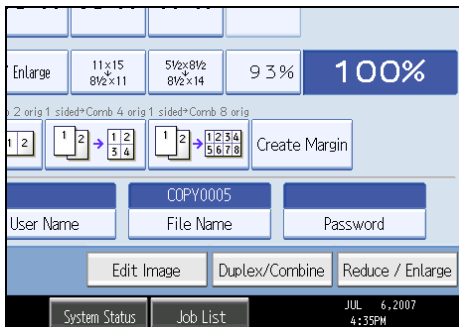 Enlarge
11×15
8½×11
5½×8½
8½×14
93%
100%
2 orig 1 sided→Comb 4 orig 1 sided→Comb 8 orig
1 2
1 2 → 1 2 3 4
1 2 → 1 2 3 4 5 6 7 8
Create Margin
COPY0005
User Name
File Name
Password
Edit Image
Duplex/Combine
Reduce / Enlarge
System Status
Job List
JUL 6,2007
4:35PM